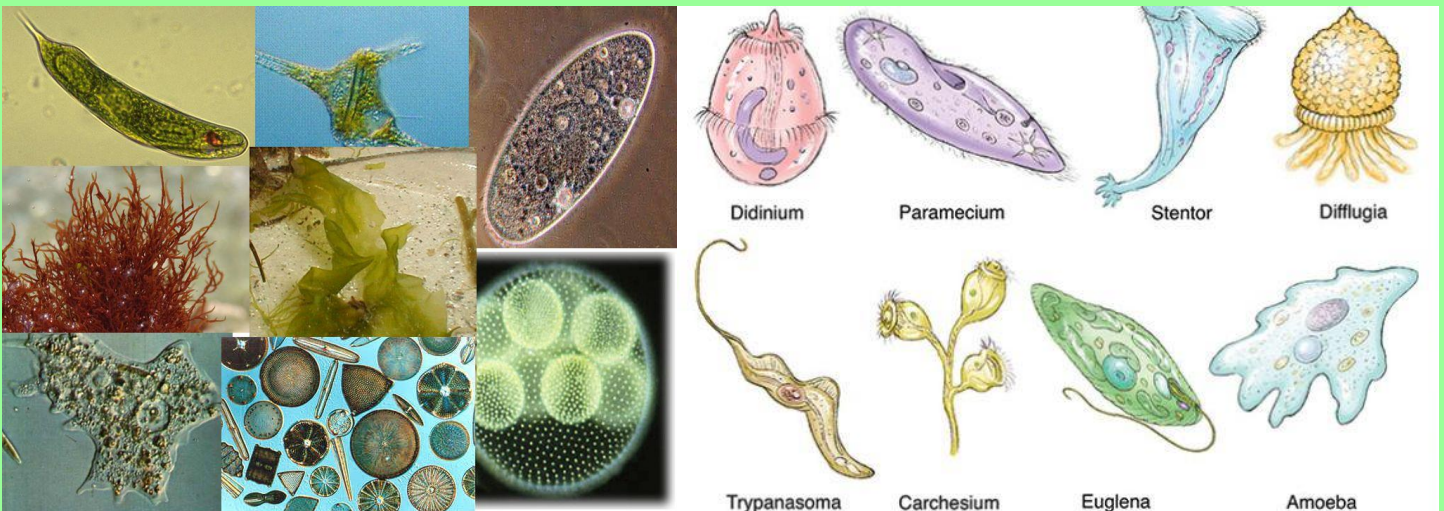 Didinium
Paramecium
Stentor
Difflugia
Trypanasoma
Carchesium
Euglena
Amoeba